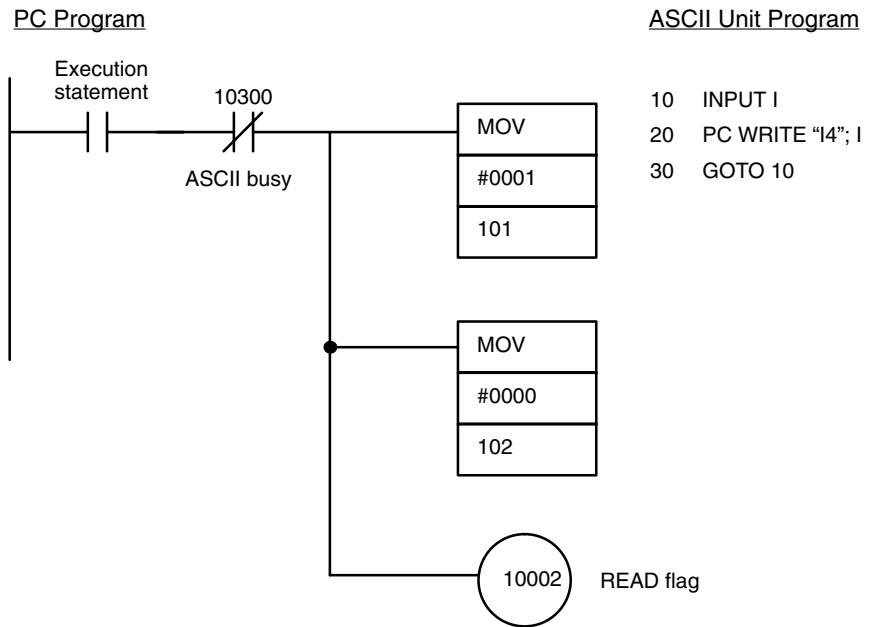 PC Program
ASCII Unit Program
Execution
statement
10300
ASCII busy
MOV
#0001
101
10 INPUT I
20 PC WRITE “I4”; I
30 GOTO 10
MOV
#0000
102
10002
READ flag